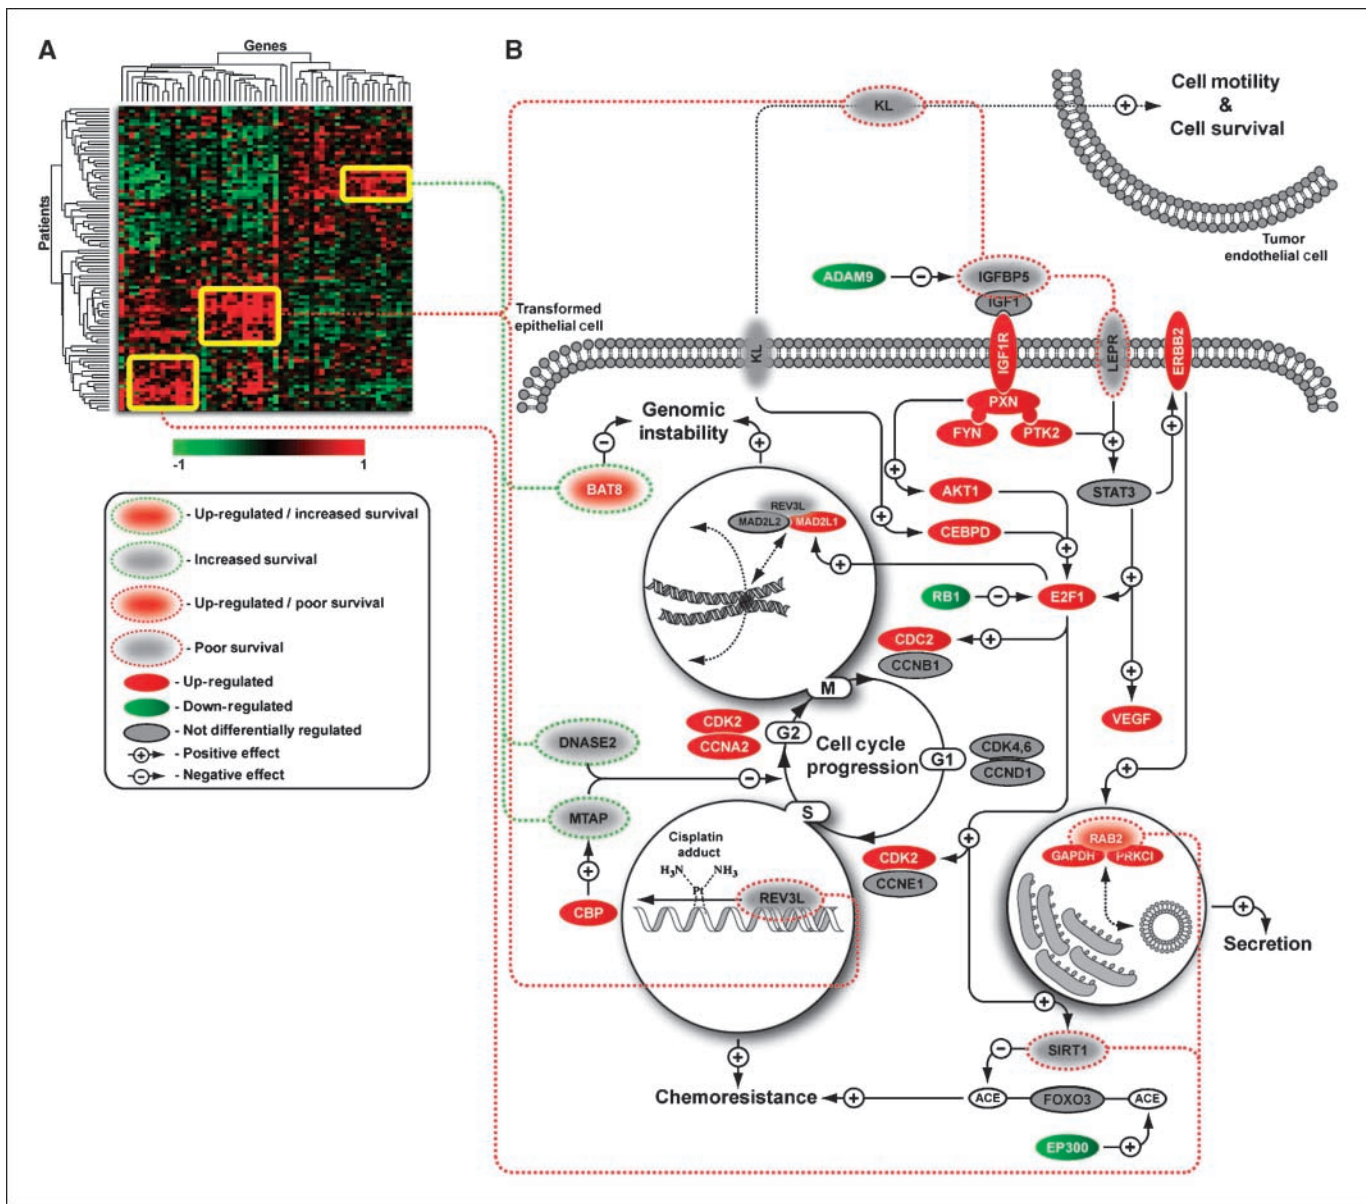 A
Genes
Patients
-1
1
- Up-regulated / increased survival
- Increased survival
- Up-regulated / poor survival
- Poor survival
- Up-regulated
- Down-regulated
- Not differentially regulated
+ - Positive effect
− - Negative effect
B
KL
+
Cell motility
&
Cell survival
Tumor
endothelial cell
ADAM9
−
IGFBP5
IGF1
Transformed
epithelial cell
KL
IGF1R
LEPR
ERBB2
PXN
FYN
PTK2
+
+
Genomic
instability
−
+
BAT8
+
AKT1
STAT3
REV3L
MAD2L2
MAD2L1
+
CEBPD
+
+
RB1
−
E2F1
+
CDC2
+
CCNB1
+
M
CDK2
CCNA2
G2
VEGF
DNASE2
Cell cycle
progression
G1
CDK4,6
CCND1
−
+
MTAP
S
+
Cisplatin
adduct
H3N
NH3
Pt
CDK2
CCNE1
RAB2
GAPDH
PRKCI
+
CBP
REV3L
+
Secretion
+
+
−
SIRT1
Chemoresistance
+
ACE
FOXO3
ACE
EP300
+